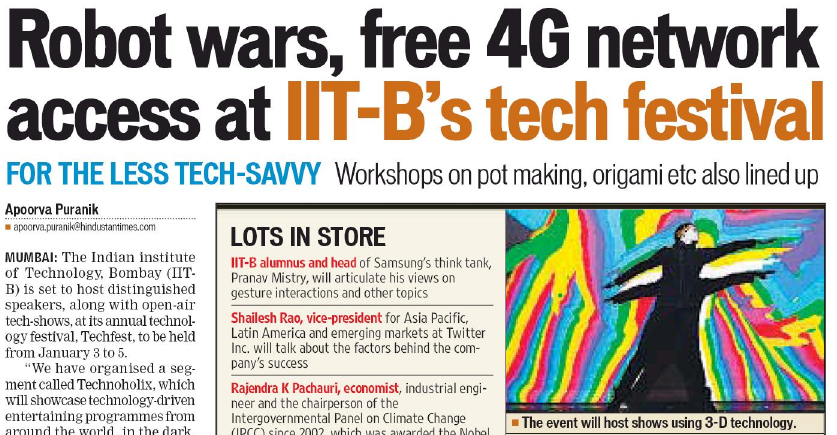 Robot wars, free 4G network
access at IIT-B's tech festival
FOR THE LESS TECH-SAVVY Workshops on pot making, origami etc also lined up
Apoorva Puranik
■ apoorva.puranik@hindustantimes.com
MUMBAI: The Indian institute
of Technology, Bombay (IIT-
B) is set to host distinguished
speakers, along with open-air
tech-shows, at its annual technol-
ogy festival, Techfest, to be held
from January 3 to 5.
"We have organised a seg-
ment called Technoholix, which
will showcase technology-driven
entertaining programmes from
around the world, in the dark,
LOTS IN STORE
IIT-B alumnus and head of Samsung's think tank,
Pranav Mistry, will articulate his views on
gesture interactions and other topics
Shailesh Rao, vice-president for Asia Pacific,
Latin America and emerging markets at Twitter
Inc. will talk about the factors behind the com-
pany's success
Rajendra K Pachauri, economist, industrial engi-
neer and the chairperson of the
Intergovernmental Panel on Climate Change
(IPCC) since 2002, which was awarded the Nobel
■ The event will host shows using 3-D technology.